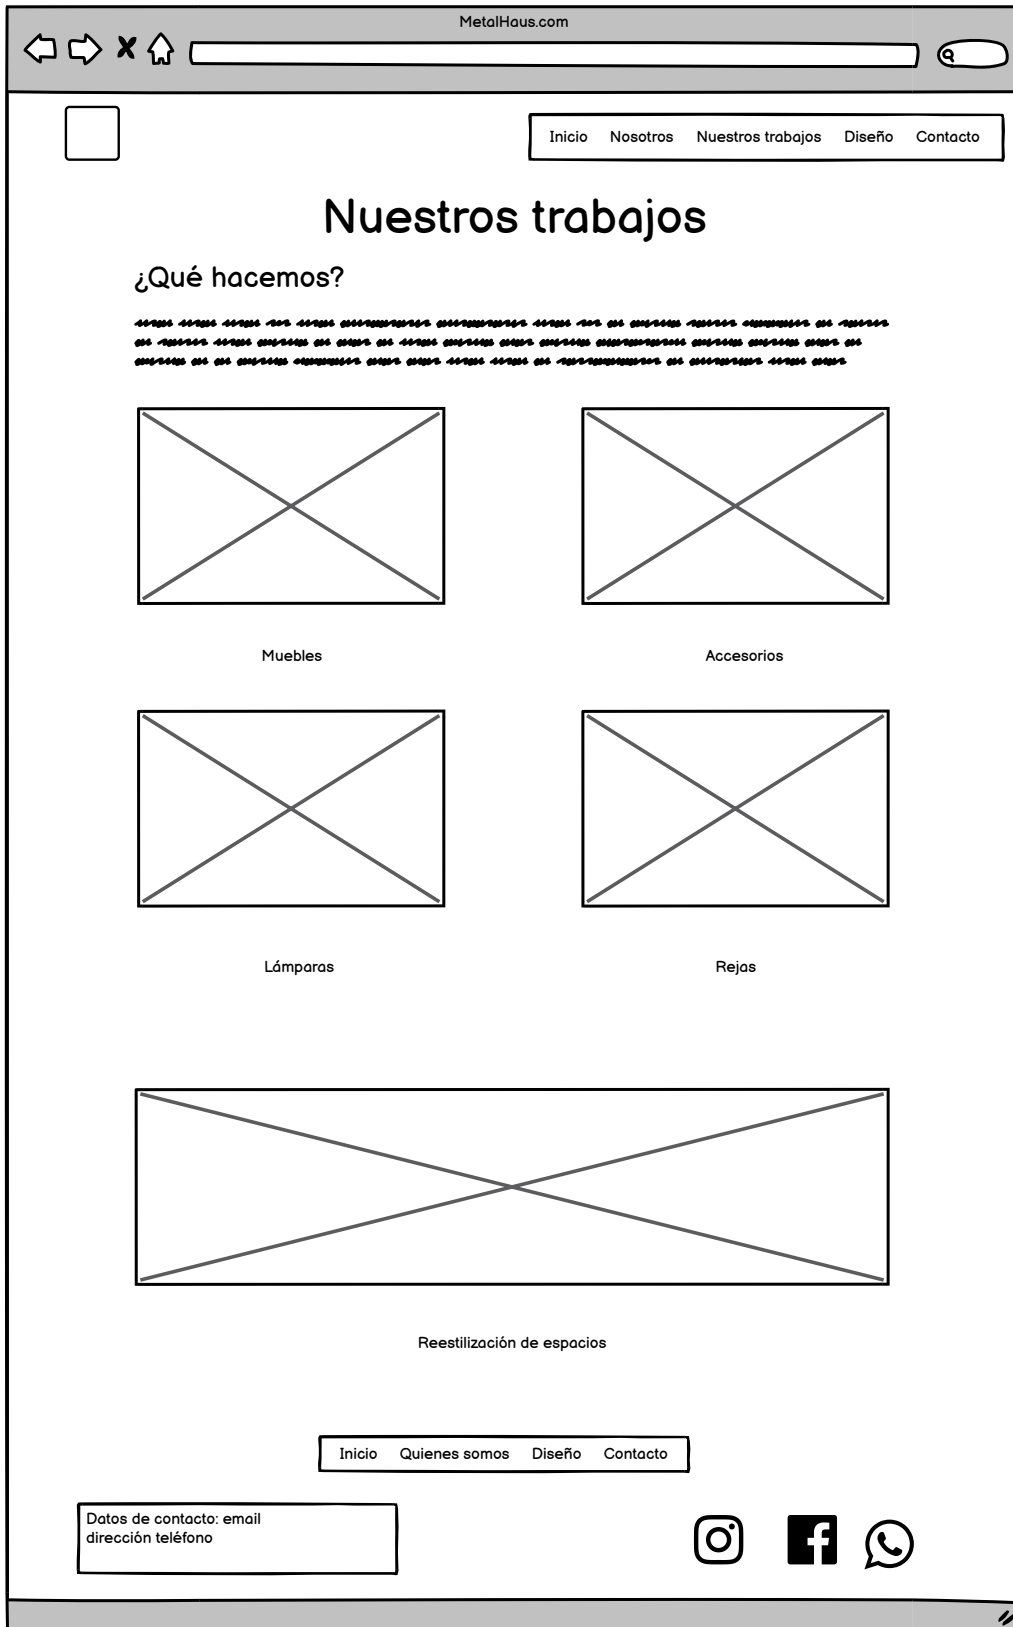 MetalHaus.com
Inicio Nosotros Nuestros trabajos Diseño Contacto
Nuestros trabajos
¿Qué hacemos?
Muebles Accesorios
Lámparas Rejas
Reestilización de espacios
Inicio Quienes somos Diseño Contacto
Datos de contacto: email
dirección teléfono